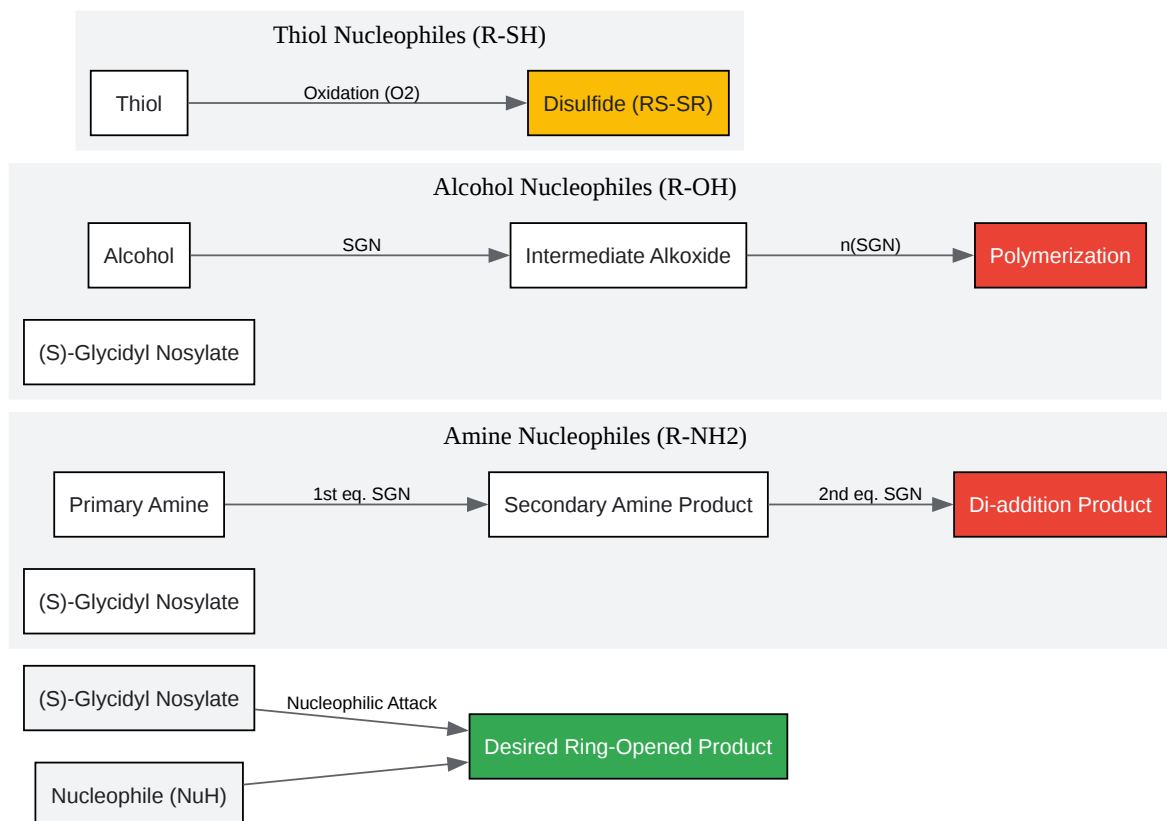 Thiol Nucleophiles (R-SH)
Thiol
Oxidation (O2)
Disulfide (RS-SR)
Alcohol Nucleophiles (R-OH)
Alcohol
SGN
Intermediate Alkoxide
n(SGN)
Polymerization
(S)-Glycidyl Nosylate
Amine Nucleophiles (R-NH2)
Primary Amine
1st eq. SGN
Secondary Amine Product
2nd eq. SGN
Di-addition Product
(S)-Glycidyl Nosylate
(S)-Glycidyl Nosylate
Nucleophilic Attack
Desired Ring-Opened Product
Nucleophile (NuH)